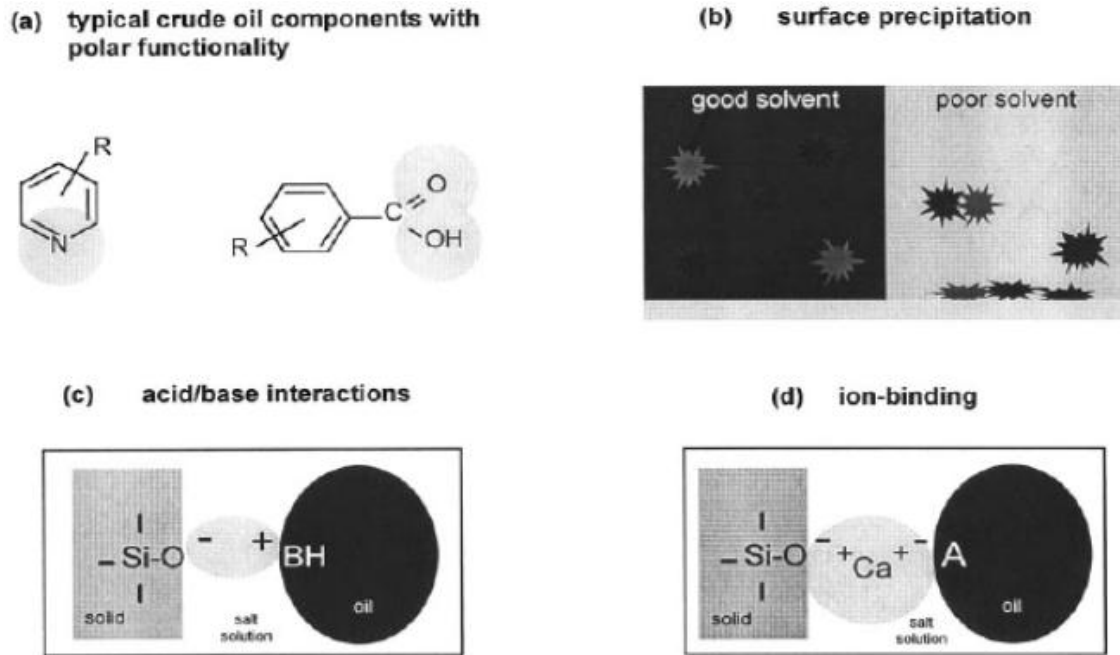 (a) typical crude oil components with
polar functionality
(b) surface precipitation
good solvent
poor solvent
R
N
R
C
O
OH
(c) acid/base interactions
– Si-O
–
+
BH
solid
salt
solution
oil
(d) ion-binding
– Si-O
–
+
Ca
+
–
A
solid
salt
solution
oil